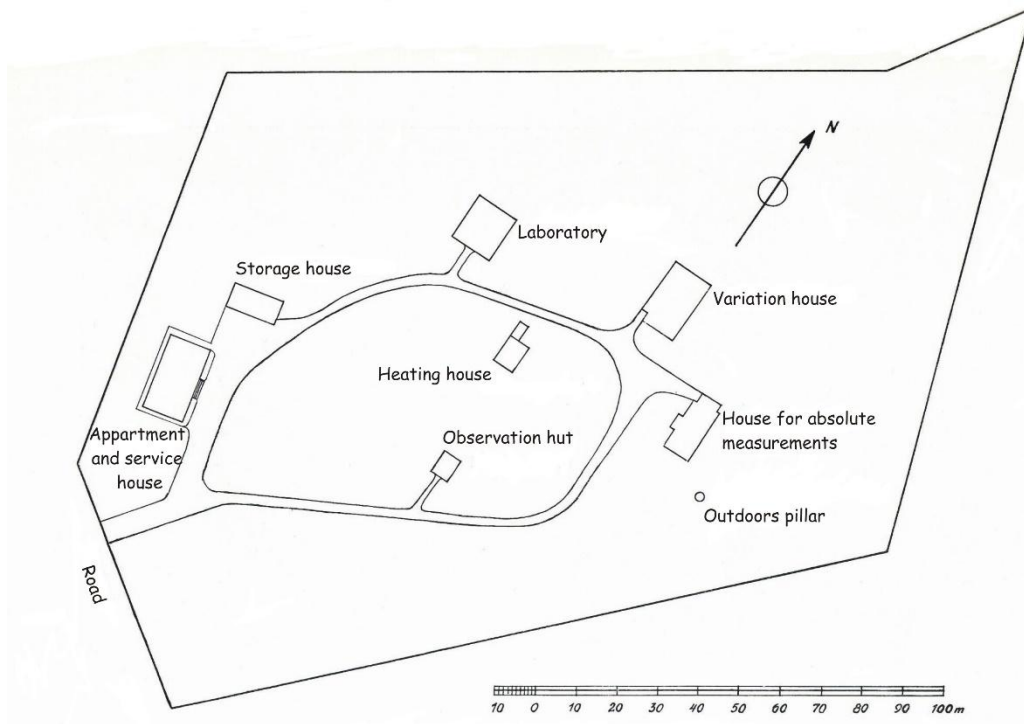 N
Laboratory
Storage house
Variation house
Heating house
House for absolute
measurements
Appartment
and service
house
Observation hut
Outdoors pillar
Road
10 0 10 20 30 40 50 60 70 80 90 100 m